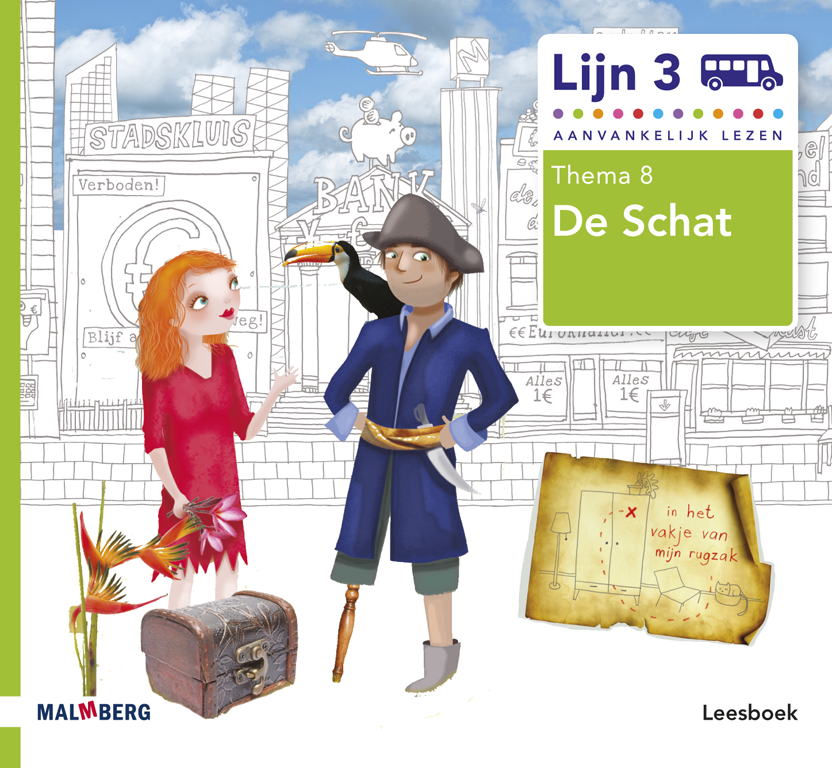 Lijn 3
AANVANKELIJK LEZEN
Thema 8
De Schat
M
STADSKLUIS
Verboden!
BANK
¥ €
€
Blijf a
weg!
€€Euroknaller.€€
Alles
1€
Alles
1€
x in het
vakje van
mijn rugzak
MALMBERG
Leesboek